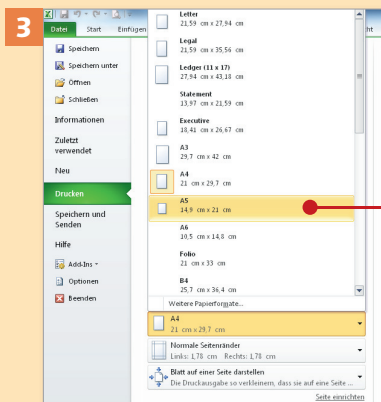 3
Datei Start Einfügen
Speichern
Speichern unter
Öffnen
Schließen
Informationen
Zuletzt
verwendet
Neu
Drucken
Speichern und
Senden
Hilfe
Add-Ins
Optionen
Beenden
Letter
21,59 cm x 27,94 cm
Legal
21,59 cm x 35,56 cm
Ledger (11 x 17)
27,94 cm x 43,18 cm
Statement
13,97 cm x 21,59 cm
Executive
18,41 cm x 26,67 cm
A3
29,7 cm x 42 cm
A4
21 cm x 29,7 cm
A5
14,9 cm x 21 cm
A6
10,5 cm x 14,8 cm
Folio
21 cm x 33 cm
B4
25,7 cm x 36,4 cm
Weitere Papierformate...
A4
21 cm x 29,7 cm
Normale Seitenränder
Links: 1,78 cm Rechts: 1,78 cm
Blatt auf einer Seite darstellen
Die Druckausgabe so verkleinern, dass sie auf eine Seite ...
Seite einrichten